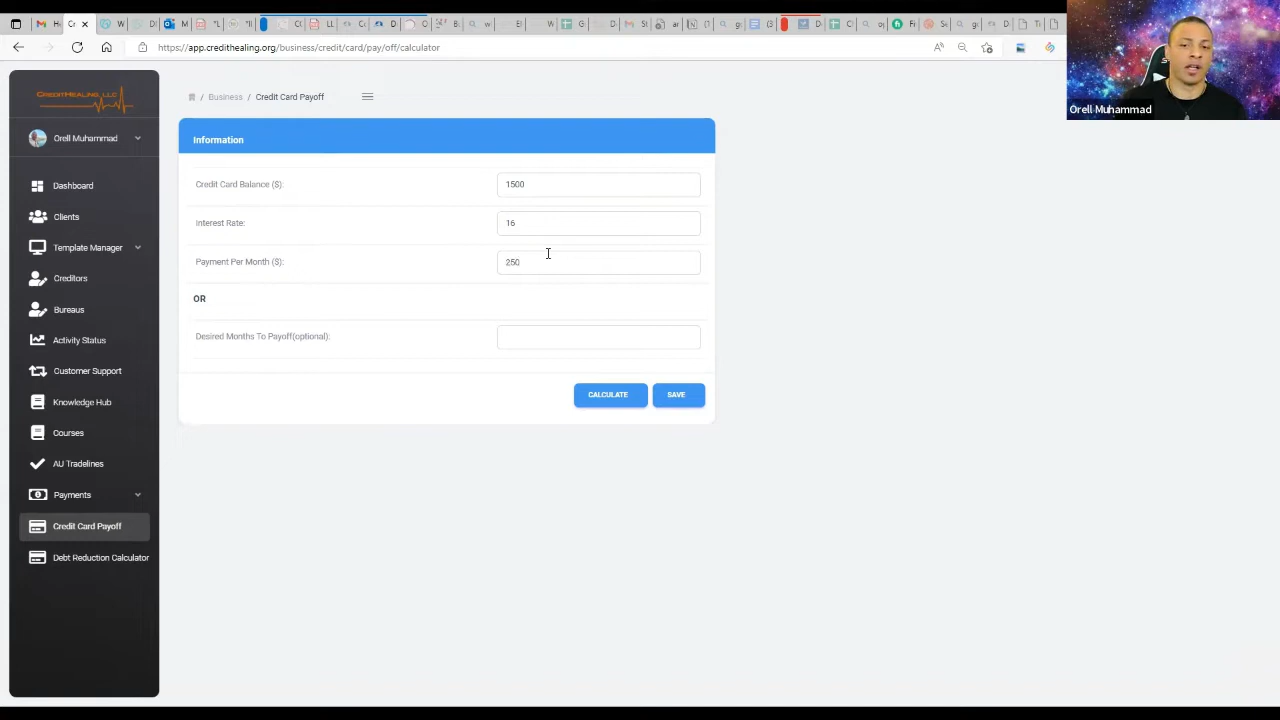 https://app.credithealing.org/business/credit/card/pay/off/calculator
Orell Muhammad
CREDITHEALING, LLC
Orell Muhammad
Dashboard
Clients
Template Manager
Creditors
Bureaus
Activity Status
Customer Support
Knowledge Hub
Courses
AU Tradelines
Payments
Credit Card Payoff
Debt Reduction Calculator
/ Business / Credit Card Payoff
Information
Credit Card Balance ($): 1500
Interest Rate: 16
Payment Per Month ($): 250
OR
Desired Months To Payoff(optional):
CALCULATE SAVE